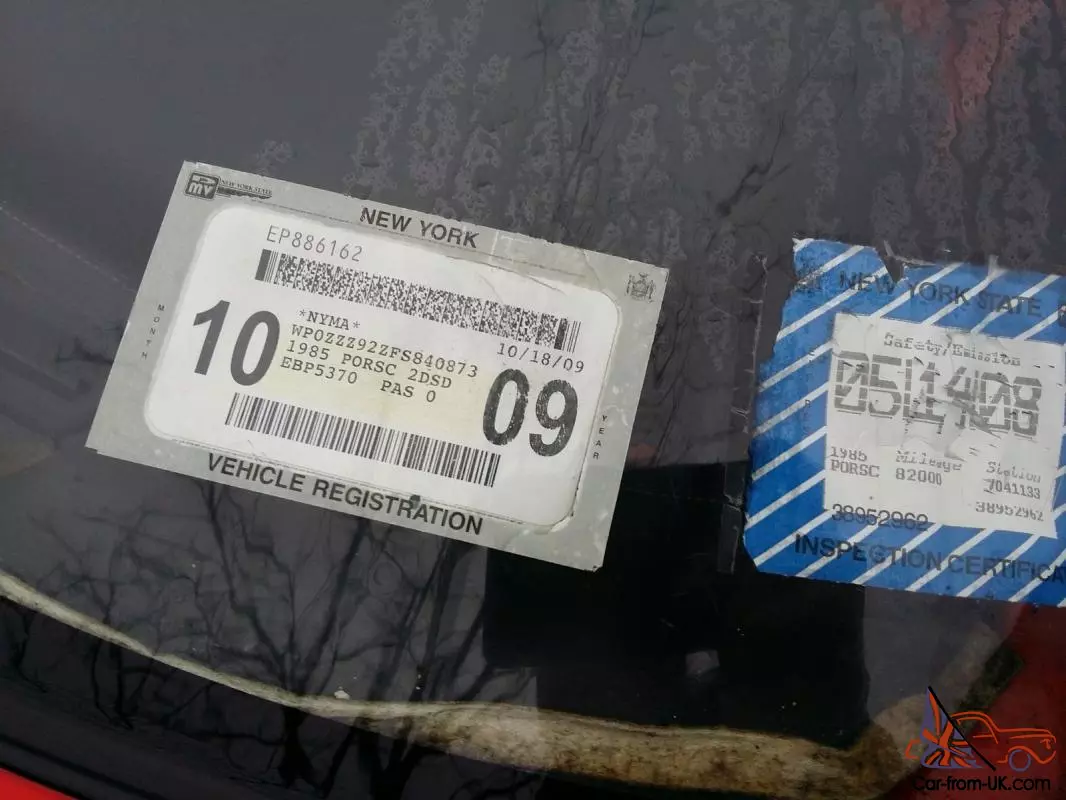 DMV NEW YORK STATE
NEW YORK
EP886162
MONTH
10
*NYMA*
10/18/09
WP0ZZZ92ZFS840873
1985 PORSC 2DSD
EBP5370 PAS 0
09
YEAR
VEHICLE REGISTRATION
NEW YORK STATE
Safety/Emission
1985 Mileage Station
PORSC 82000 7041133
38952962 38952962
INSPECTION CERTIFICA
Car-from-UK.com